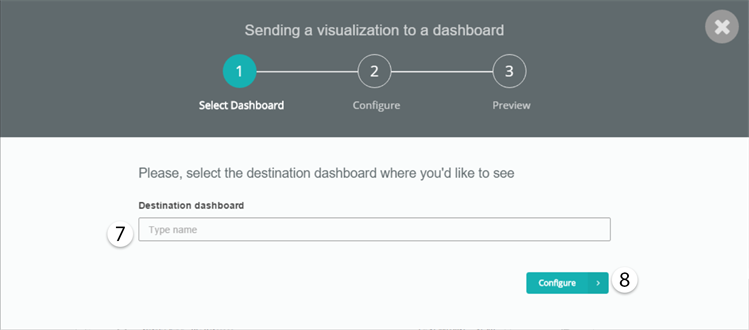 Sending a visualization to a dashboard
1 2 3
Select Dashboard Configure Preview
Please, select the destination dashboard where you'd like to see
Destination dashboard
7 Type name
Configure > 8